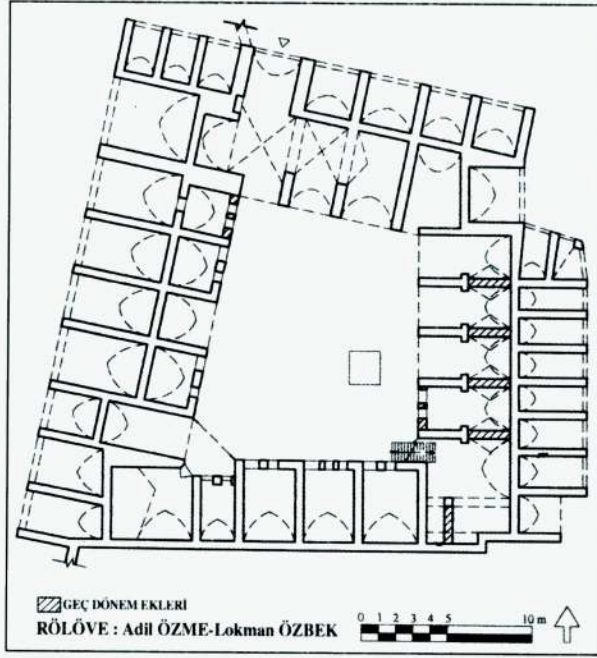 GEÇ DÖNEM EKLERİ
RÖLÖVE : Adil ÖZME-Lokman ÖZBEK
0 1 2 3 4 5 10 m